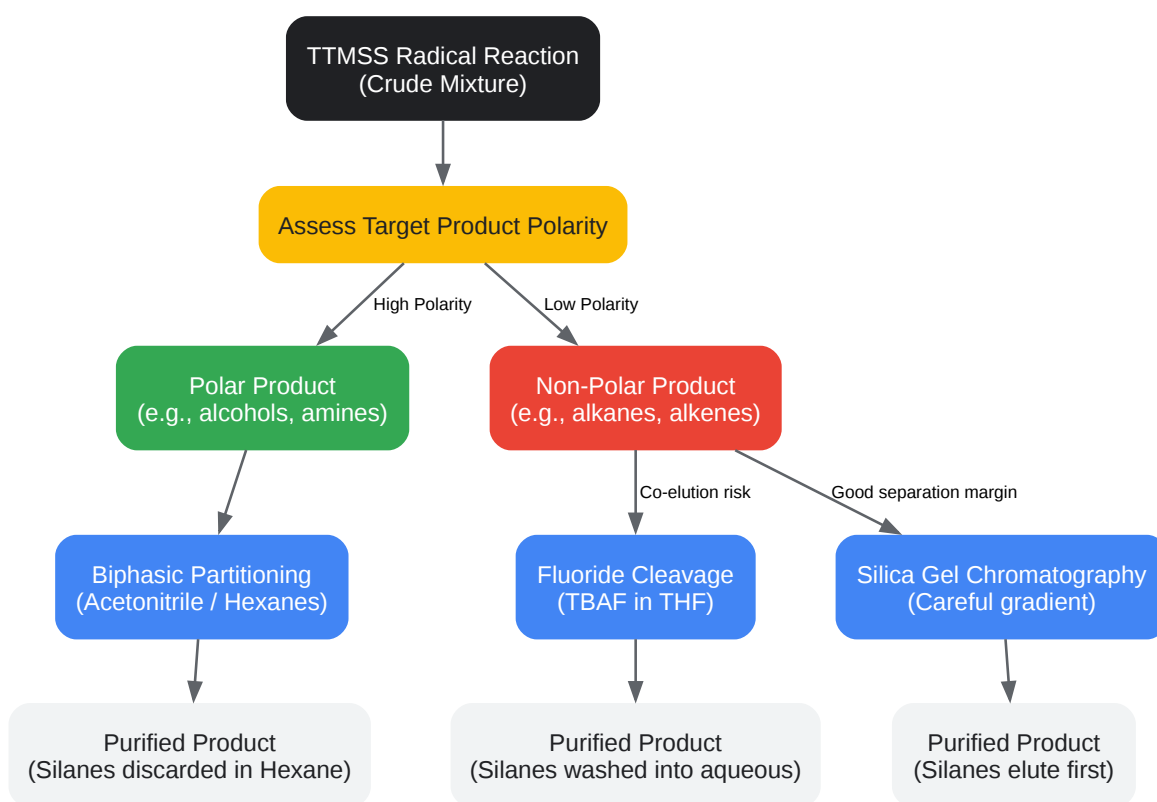 TTMSS Radical Reaction
(Crude Mixture)
Assess Target Product Polarity
High Polarity
Low Polarity
Polar Product
(e.g., alcohols, amines)
Non-Polar Product
(e.g., alkanes, alkenes)
Co-elution risk
Good separation margin
Biphasic Partitioning
(Acetonitrile / Hexanes)
Fluoride Cleavage
(TBAF in THF)
Silica Gel Chromatography
(Careful gradient)
Purified Product
(Silanes discarded in Hexane)
Purified Product
(Silanes washed into aqueous)
Purified Product
(Silanes elute first)